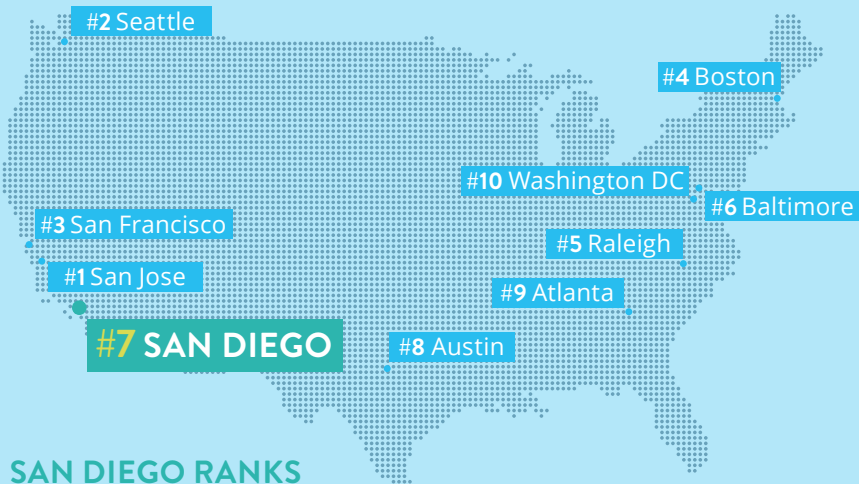 #2 Seattle
#4 Boston
#10 Washington DC
#6 Baltimore
#3 San Francisco
#5 Raleigh
#1 San Jose
#9 Atlanta
#7 SAN DIEGO
#8 Austin
SAN DIEGO RANKS